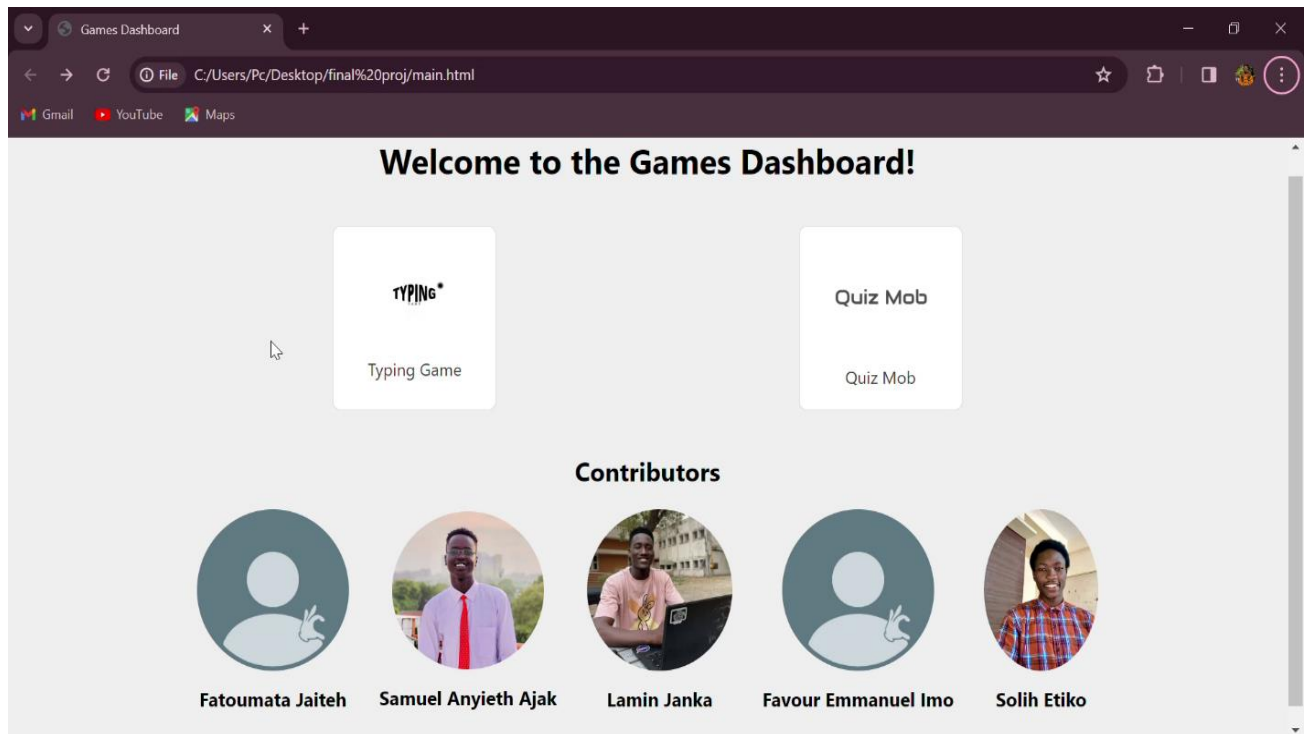 Games Dashboard
File C:/Users/Pc/Desktop/final%20proj/main.html
Gmail YouTube Maps
Welcome to the Games Dashboard!
TYPING*
Quiz Mob
Typing Game
Quiz Mob
Contributors
Fatoumata Jaiteh Samuel Anyieth Ajak Lamin Janka Favour Emmanuel Imo Solih Etiko